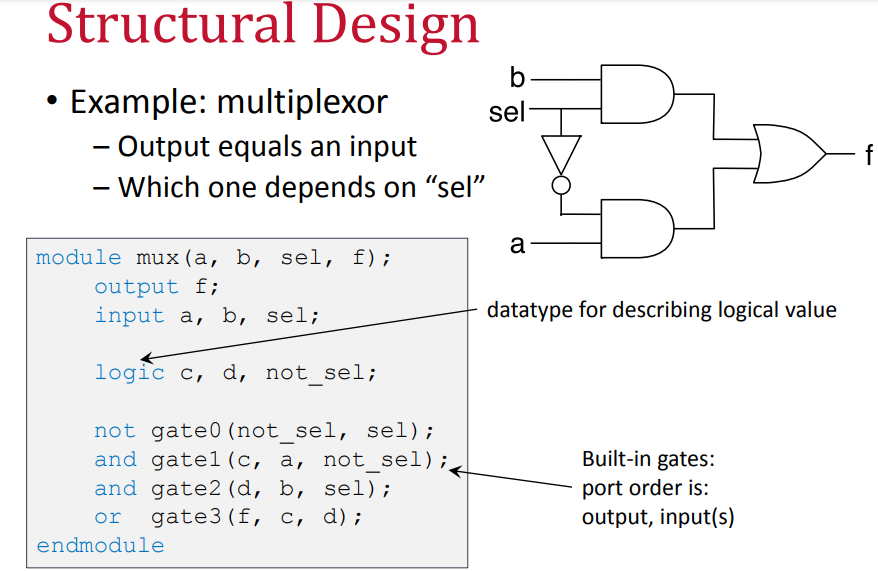 Structural Design
• Example: multiplexor
– Output equals an input
– Which one depends on “sel”
b
sel
a
f
module mux(a, b, sel, f);
output f;
input a, b, sel;
logic c, d, not_sel;
not gate0(not_sel, sel);
and gate1(c, a, not_sel);
and gate2(d, b, sel);
or gate3(f, c, d);
endmodule
datatype for describing logical value
Built-in gates:
port order is:
output, input(s)